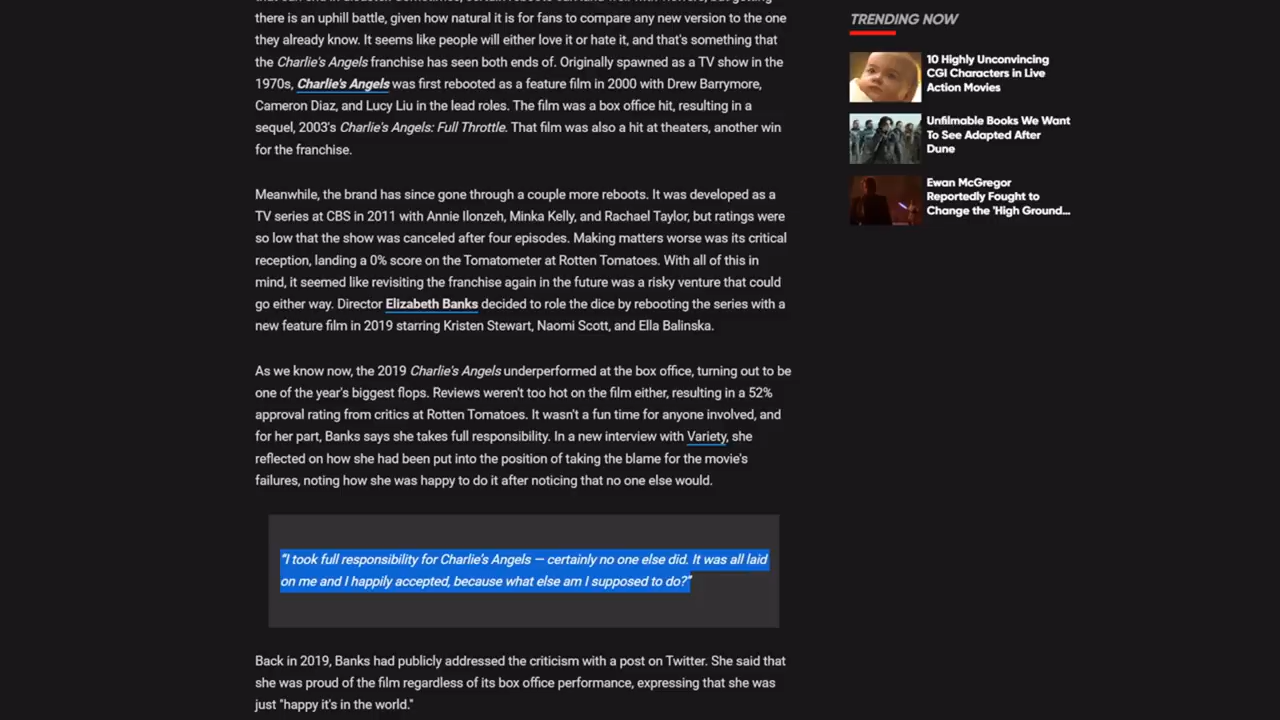 there is an uphill battle, given how natural it is for fans to compare any new version to the one
they already know. It seems like people will either love it or hate it, and that's something that
the Charlie's Angels franchise has seen both ends of. Originally spawned as a TV show in the
1970s, Charlie's Angels was first rebooted as a feature film in 2000 with Drew Barrymore,
Cameron Diaz, and Lucy Liu in the lead roles. The film was a box office hit, resulting in a
sequel, 2003's Charlie's Angels: Full Throttle. That film was also a hit at theaters, another win
for the franchise.
Meanwhile, the brand has since gone through a couple more reboots. It was developed as a
TV series at CBS in 2011 with Annie Ilonzeh, Minka Kelly, and Rachael Taylor, but ratings were
so low that the show was canceled after four episodes. Making matters worse was its critical
reception, landing a 0% score on the Tomatometer at Rotten Tomatoes. With all of this in
mind, it seemed like revisiting the franchise again in the future was a risky venture that could
go either way. Director Elizabeth Banks decided to role the dice by rebooting the series with a
new feature film in 2019 starring Kristen Stewart, Naomi Scott, and Ella Balinska.
As we know now, the 2019 Charlie's Angels underperformed at the box office, turning out to be
one of the year's biggest flops. Reviews weren't too hot on the film either, resulting in a 52%
approval rating from critics at Rotten Tomatoes. It wasn't a fun time for anyone involved, and
for her part, Banks says she takes full responsibility. In a new interview with Variety, she
reflected on how she had been put into the position of taking the blame for the movie's
failures, noting how she was happy to do it after noticing that no one else would.
“I took full responsibility for Charlie’s Angels — certainly no one else did. It was all laid
on me and I happily accepted, because what else am I supposed to do?”
Back in 2019, Banks had publicly addressed the criticism with a post on Twitter. She said that
she was proud of the film regardless of its box office performance, expressing that she was
just "happy it's in the world."
TRENDING NOW
10 Highly Unconvincing
CGI Characters in Live
Action Movies
Unfilmable Books We Want
To See Adapted After
Dune
Ewan McGregor
Reportedly Fought to
Change the 'High Ground...